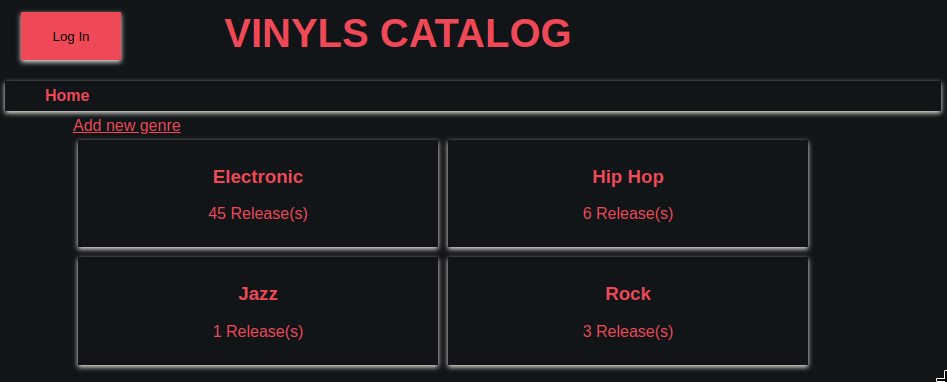 Log In
VINYLS CATALOG
Home
Add new genre
Electronic
45 Release(s)
Hip Hop
6 Release(s)
Jazz
1 Release(s)
Rock
3 Release(s)